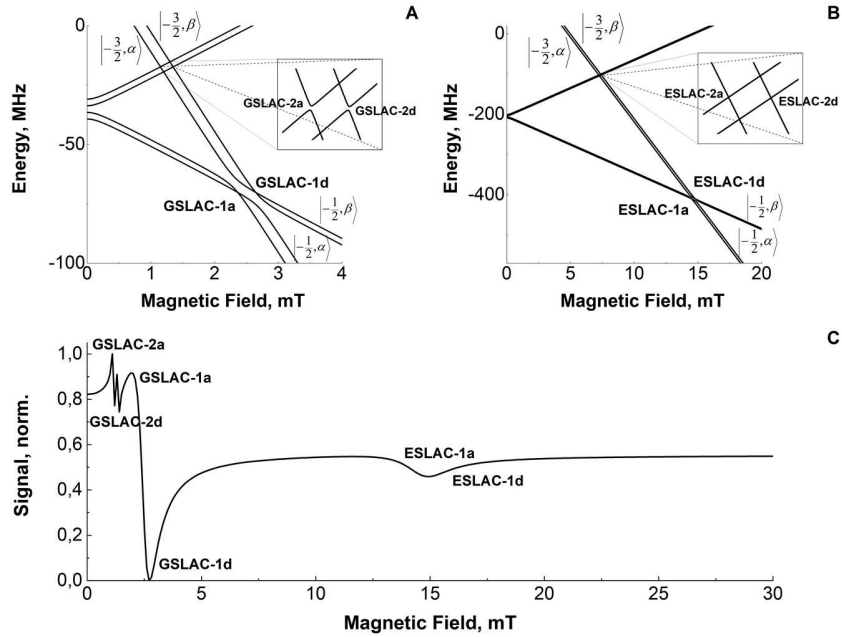 A
0
-50
-100
Energy, MHz
0
1
2
3
4
Magnetic Field, mT
|-3/2, α⟩
|-3/2, β⟩
GSLAC-2a
GSLAC-2d
GSLAC-1d
GSLAC-1a
|-1/2, β⟩
|-1/2, α⟩
B
0
-200
-400
Energy, MHz
0
5
10
15
20
Magnetic Field, mT
|-3/2, α⟩
|-3/2, β⟩
ESLAC-2a
ESLAC-2d
ESLAC-1d
ESLAC-1a
|-1/2, β⟩
|-1/2, α⟩
C
GSLAC-2a
1,0
GSLAC-1a
0,8
GSLAC-2d
0,6
ESLAC-1a
0,4
ESLAC-1d
0,2
GSLAC-1d
0,0
Signal, norm.
0
5
10
15
20
25
30
Magnetic Field, mT